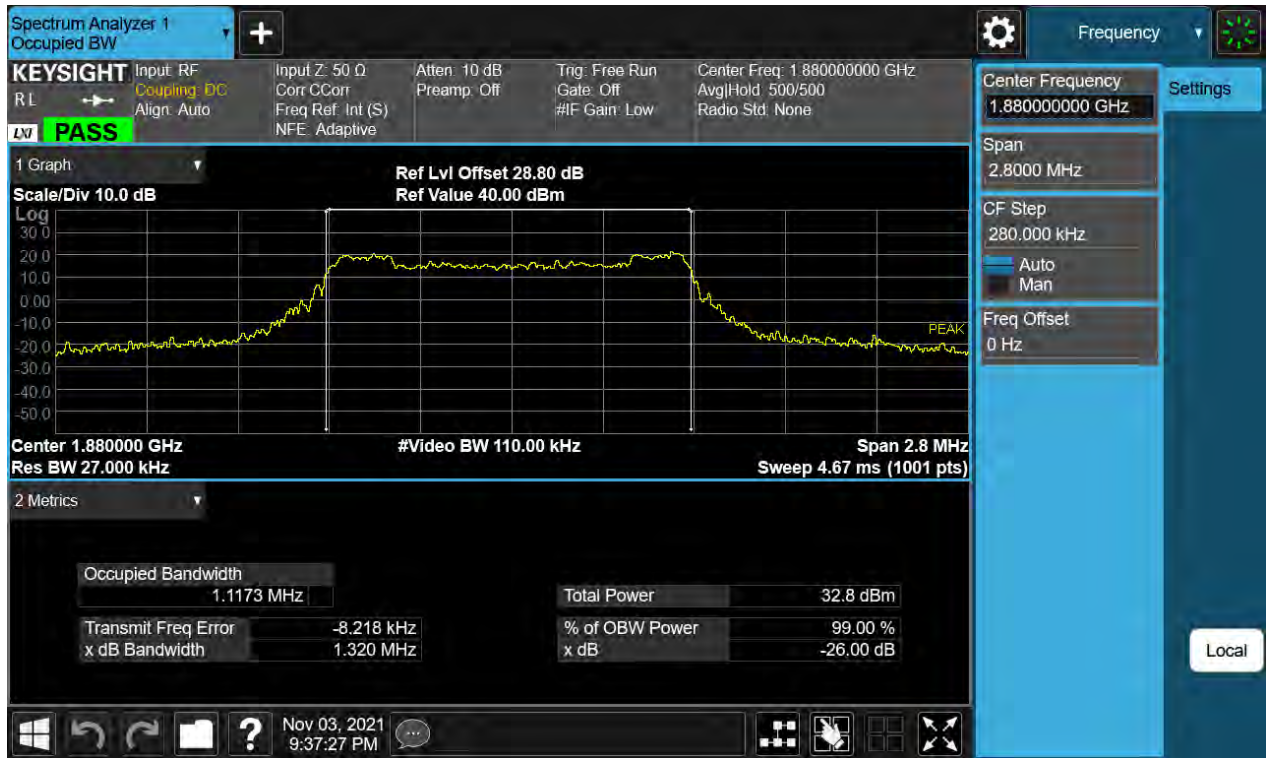 Spectrum Analyzer 1
Occupied BW
+
Frequency
KEYSIGHT
R L
LXI
PASS
Input: RF
Coupling: DC
Align: Auto
Input Z: 50 Ω
Corr CCorr
Freq Ref: Int (S)
NFE: Adaptive
Atten: 10 dB
Preamp: Off
Trig: Free Run
Gate: Off
#IF Gain: Low
Center Freq: 1.880000000 GHz
Avg|Hold: 500/500
Radio Std: None
1 Graph
Scale/Div 10.0 dB
Ref Lvl Offset 28.80 dB
Ref Value 40.00 dBm
Log
30.0
20.0
10.0
0.00
-10.0
-20.0
-30.0
-40.0
-50.0
PEAK
Center 1.880000 GHz
#Video BW 110.00 kHz
Span 2.8 MHz
Res BW 27.000 kHz
Sweep 4.67 ms (1001 pts)
2 Metrics
Occupied Bandwidth
1.1173 MHz
Total Power 32.8 dBm
Transmit Freq Error -8.218 kHz
% of OBW Power 99.00 %
x dB Bandwidth 1.320 MHz
x dB -26.00 dB
Center Frequency
1.880000000 GHz
Settings
Span
2.8000 MHz
CF Step
280.000 kHz
Auto
Man
Freq Offset
0 Hz
Local
?
Nov 03, 2021
9:37:27 PM